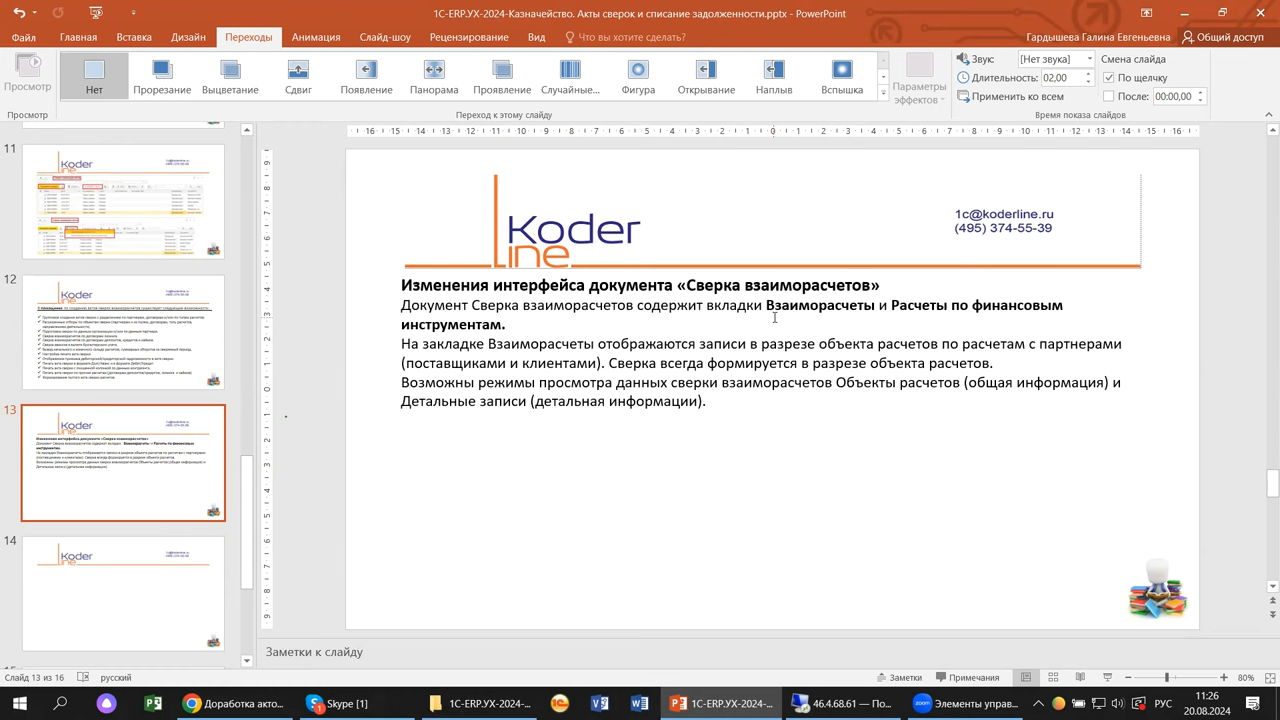 1С-ERP.УХ-2024-Казначейство. Акты сверки и списание задолженности.pptx - PowerPoint
Файл Главная Вставка Дизайн Переходы Анимация Слайд-шоу Рецензирование Вид Что вы хотите сделать? Гардышева Галина Евгеньевна Общий доступ
Просмотр
Нет Прорезание Выцветание Сдвиг Появление Панорама Проявление Случайные... Фигура Открывание Наплыв Вспышка
Параметры эффектов
Звук: [Нет звука] Смена слайда
Длительность: 02,00 По щелчку
Применить ко всем После: 00:00,00
Просмотр Переход к этому слайду Время показа слайдов
11
12
13
14
Koder
line
1c@koderline.ru
(495) 374-55-39
Изменения интерфейса документа «Сверка взаиморасчетов»
Документ Сверка взаиморасчетов содержит вкладки Взаиморасчеты и Расчеты по финансовым
инструментам.
На закладке Взаиморасчеты отображаются записи в разрезе объекта расчетов по расчетам с партнерами
(поставщиками и клиентами). Сверка всегда формируется в разрезе объекта расчетов.
Возможны режимы просмотра данных сверки взаиморасчетов Объекты расчетов (общая информация) и
Детальные записи (детальная информации).
Заметки к слайду
Слайд 13 из 16 русский Заметки Примечания 80%
Доработка акто... Skype [1] 1С-ERP.УХ-2024-... 1С-ERP.УХ-2024-... 46.4.68.61 — По... Элементы управ... РУС 11:26
20.08.2024